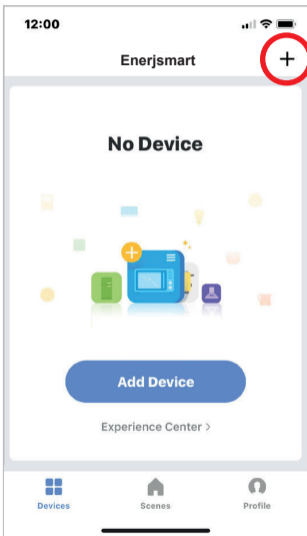 12:00
Enerjsmart
+
No Device
Add Device
Experience Center >
Devices Scenes Profile